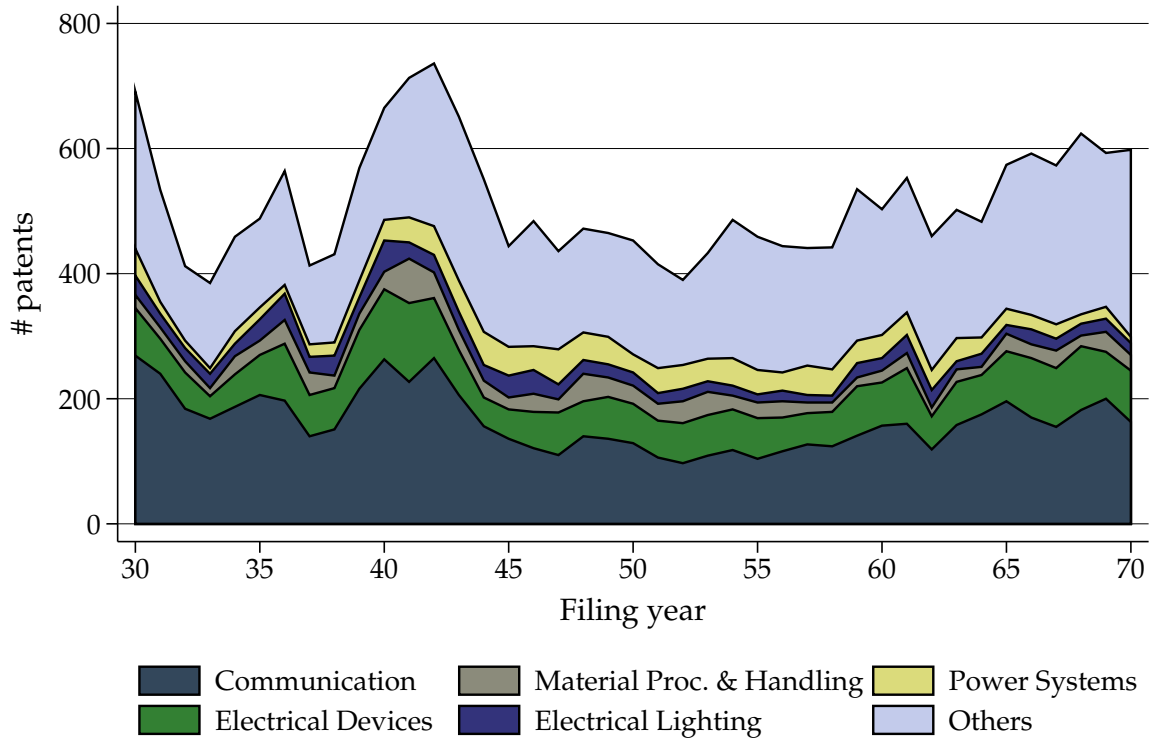 800
600
400
200
0
# patents
30 35 40 45 50 55 60 65 70
Filing year
Communication Material Proc. & Handling Power Systems
Electrical Devices Electrical Lighting Others